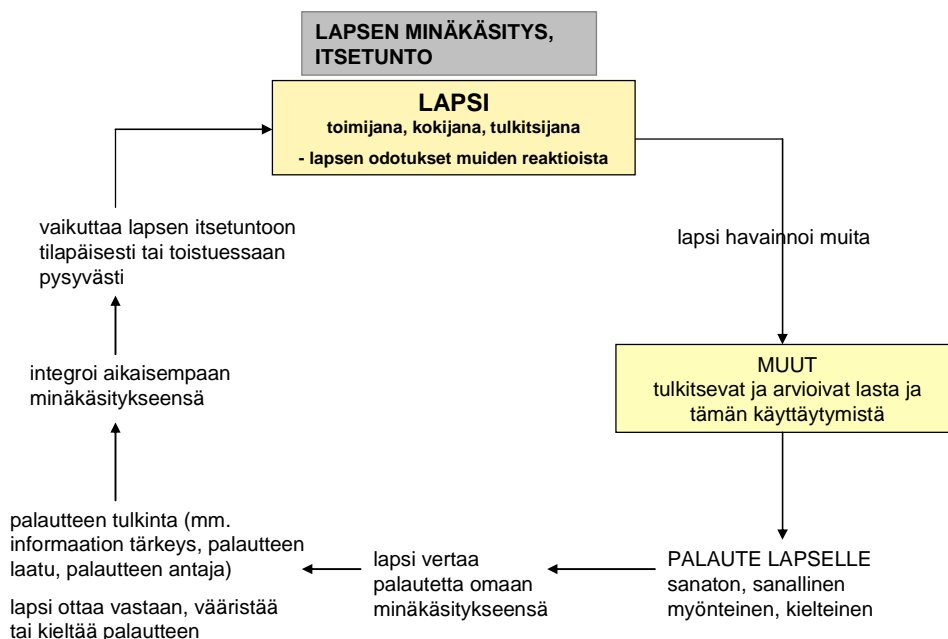 LAPSEN MINÄKÄSITYS,
ITSETUNTO
LAPSI
toimijana, kokijana, tulkitsijana
- lapsen odotukset muiden reaktioista
lapsi havainnoi muita
MUUT
tulkitsevat ja arvioivat lasta ja
tämän käyttäytymistä
PALAUTE LAPSELLE
sanaton, sanallinen
myönteinen, kielteinen
lapsi vertaa
palautetta omaan
minäkäsitykseensä
palautteen tulkinta (mm.
informaation tärkeys, palautteen
laatu, palautteen antaja)
lapsi ottaa vastaan, vääristää
tai kieltää palautteen
integroi aikaisempaan
minäkäsitykseensä
vaikuttaa lapsen itsetuntoon
tilapäisesti tai toistuessaan
pysyvästi